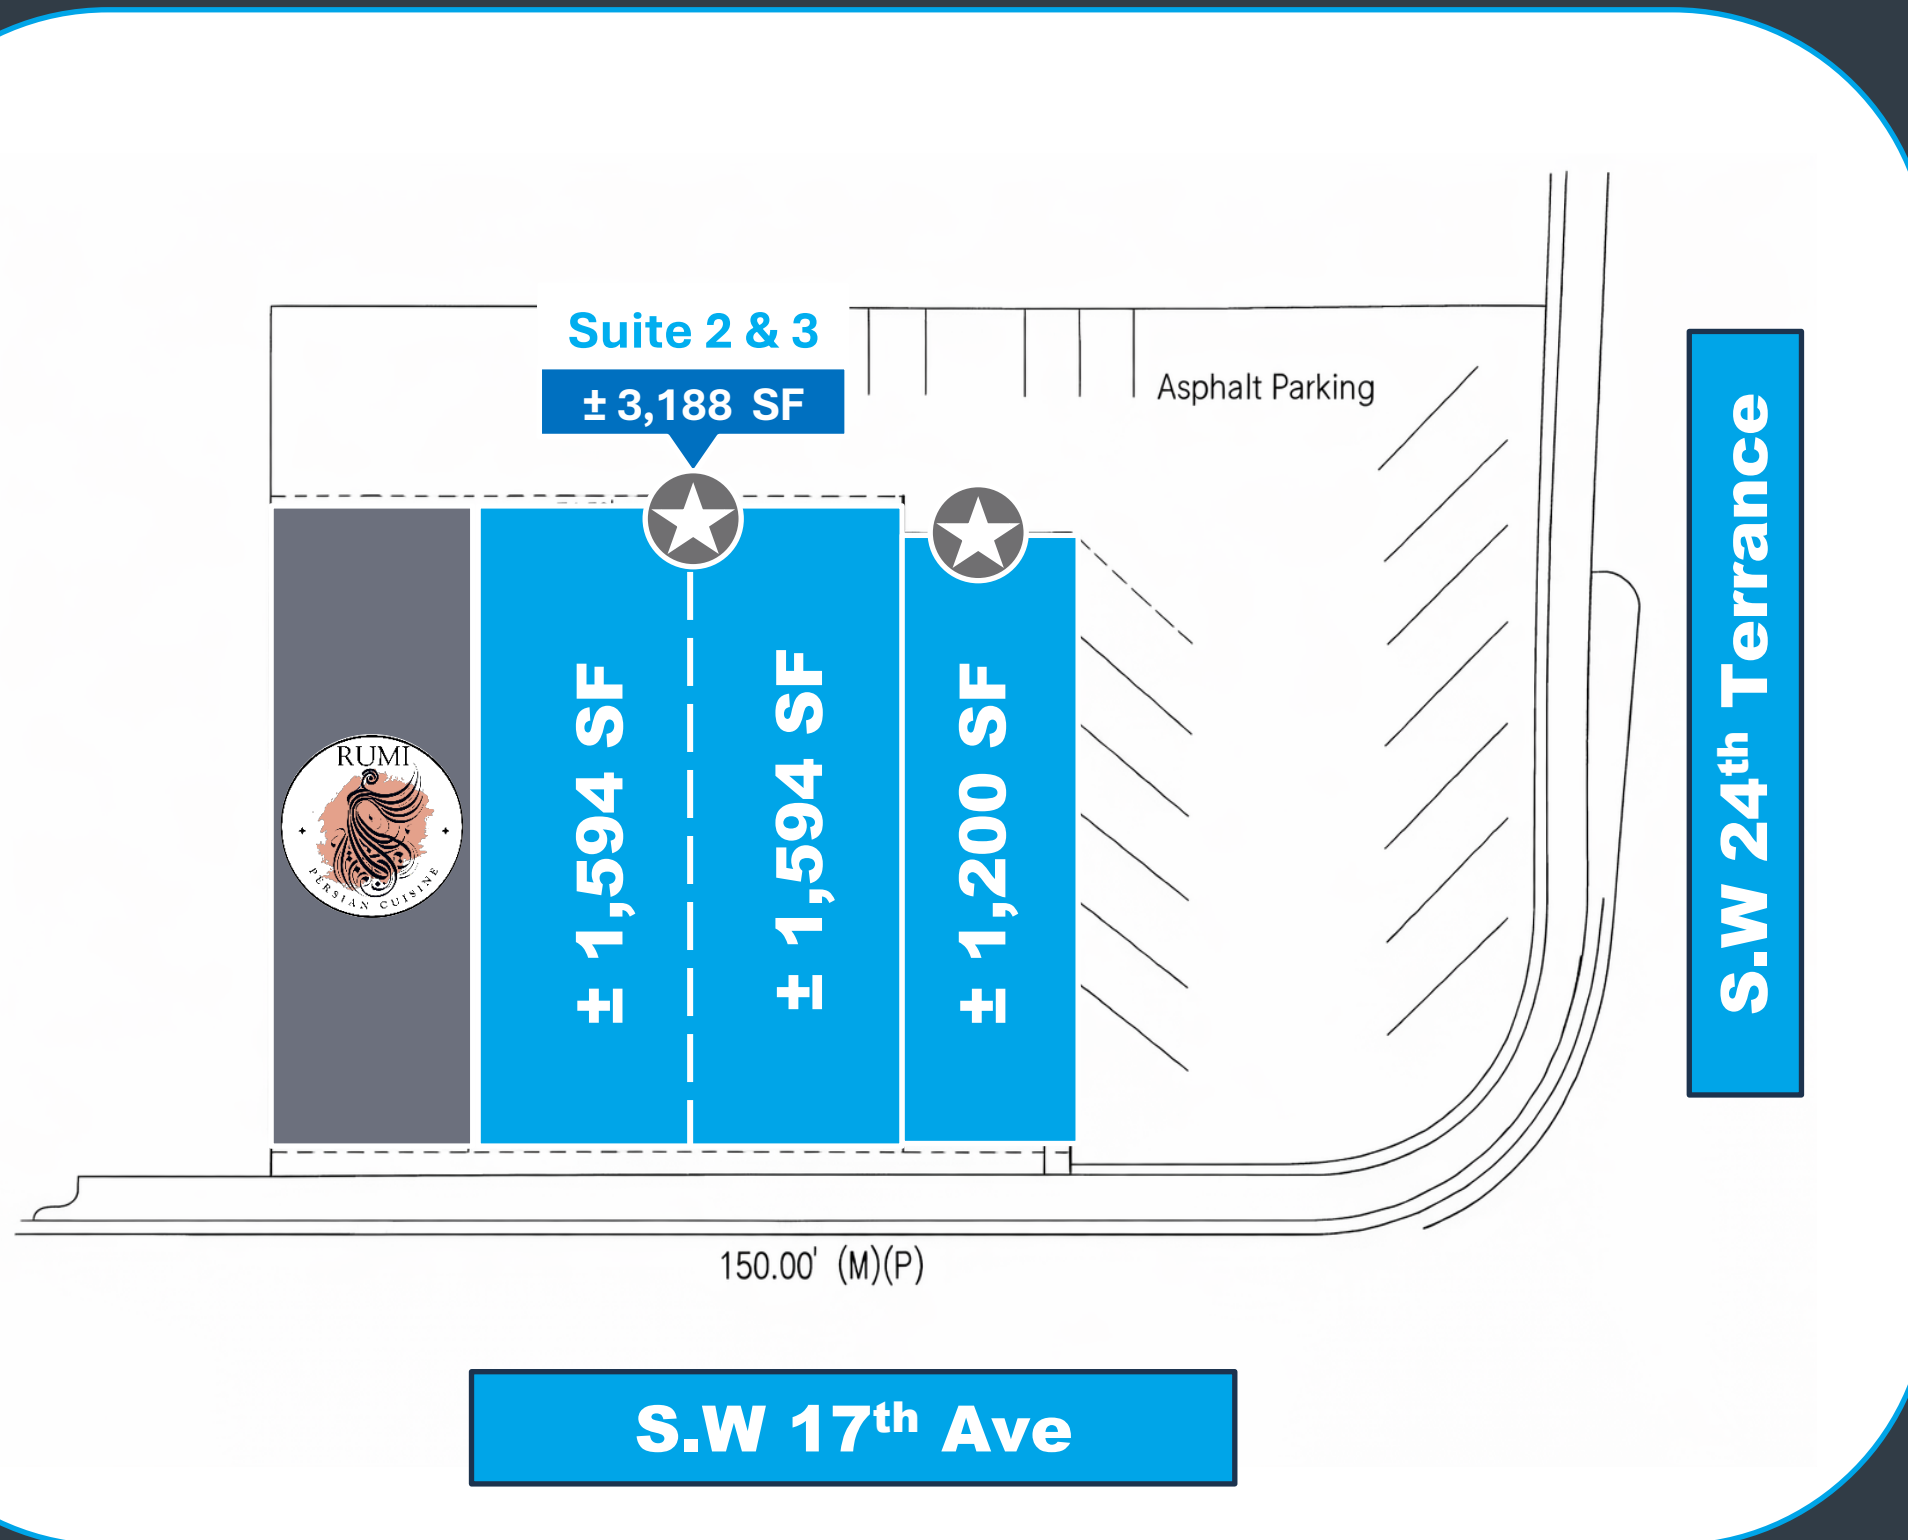 Suite 2 & 3
± 3,188 SF
Asphalt Parking
RUMI
PERSIAN CUISINE
± 1,594 SF
± 1,594 SF
± 1,200 SF
S.W 24th Terrance
150.00' (M)(P)
S.W 17th Ave